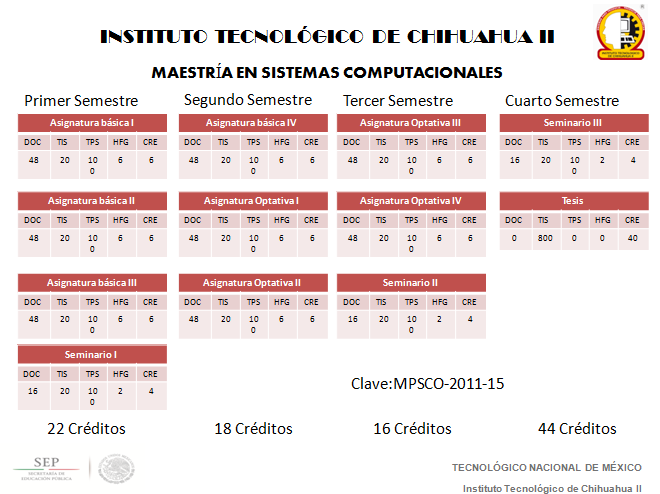 INSTITUTO TECNOLÓGICO DE CHIHUAHUA II
MAESTRÍA EN SISTEMAS COMPUTACIONALES
Primer Semestre
Asignatura básica I
DOC TIS TPS HFG CRE
48 20 100 6 6
Asignatura básica II
DOC TIS TPS HFG CRE
48 20 100 6 6
Asignatura básica III
DOC TIS TPS HFG CRE
48 20 100 6 6
Seminario I
DOC TIS TPS HFG CRE
16 20 100 2 4
22 Créditos
Segundo Semestre
Asignatura básica IV
DOC TIS TPS HFG CRE
48 20 100 6 6
Asignatura Optativa I
DOC TIS TPS HFG CRE
48 20 100 6 6
Asignatura Optativa II
DOC TIS TPS HFG CRE
48 20 100 6 6
18 Créditos
Tercer Semestre
Asignatura Optativa III
DOC TIS TPS HFG CRE
48 20 100 6 6
Asignatura Optativa IV
DOC TIS TPS HFG CRE
48 20 100 6 6
Seminario II
DOC TIS TPS HFG CRE
16 20 100 2 4
16 Créditos
Cuarto Semestre
Seminario III
DOC TIS TPS HFG CRE
16 20 100 2 4
Tesis
DOC TIS TPS HFG CRE
0 800 0 0 40
Clave:MPSCO-2011-15
44 Créditos
SEP
SECRETARÍA DE
EDUCACIÓN PÚBLICA
TECNOLÓGICO NACIONAL DE MÉXICO
Instituto Tecnológico de Chihuahua II